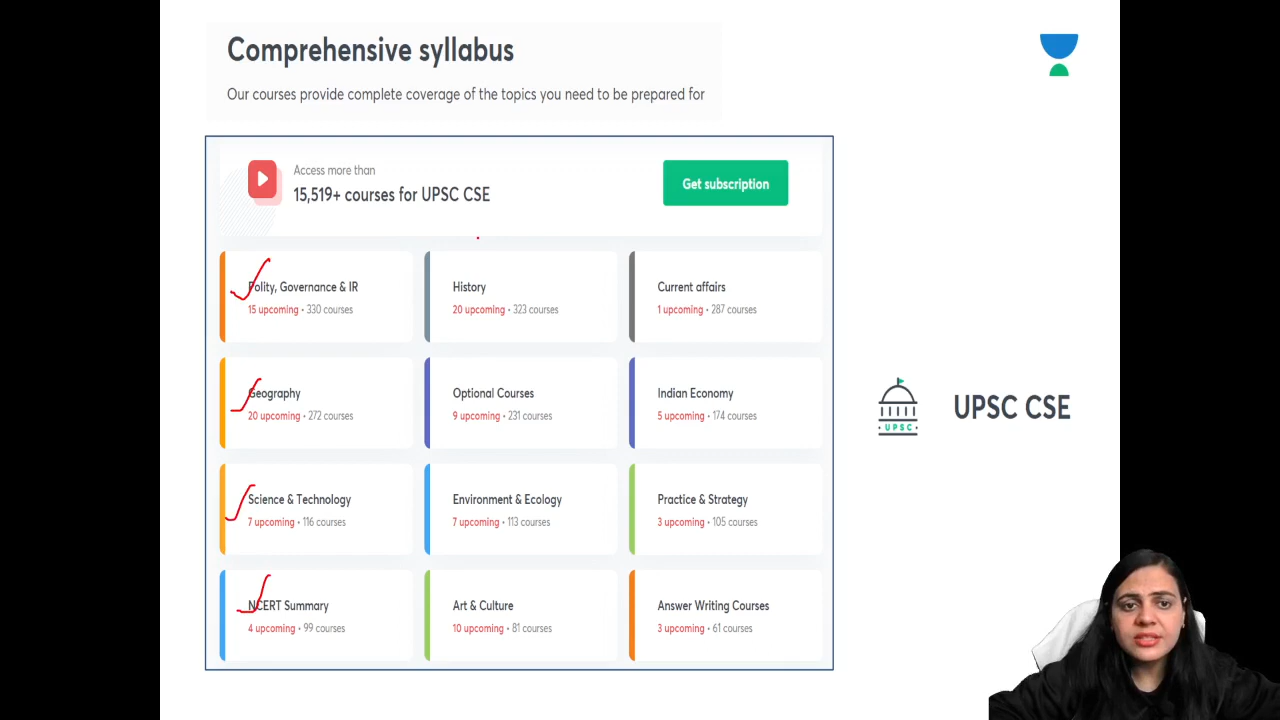 Comprehensive syllabus
Our courses provide complete coverage of the topics you need to be prepared for
Access more than
15,519+ courses for UPSC CSE
Get subscription
Polity, Governance & IR
15 upcoming • 330 courses
History
20 upcoming • 323 courses
Current affairs
1 upcoming • 287 courses
Geography
20 upcoming • 272 courses
Optional Courses
9 upcoming • 231 courses
Indian Economy
5 upcoming • 174 courses
Science & Technology
7 upcoming • 116 courses
Environment & Ecology
7 upcoming • 113 courses
Practice & Strategy
3 upcoming • 105 courses
NCERT Summary
4 upcoming • 99 courses
Art & Culture
10 upcoming • 81 courses
Answer Writing Courses
3 upcoming • 61 courses
UPSC
UPSC CSE